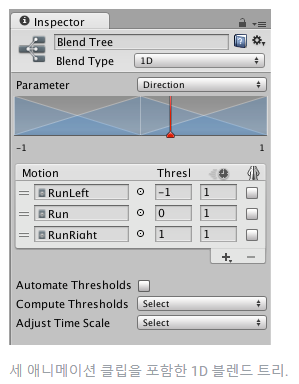 Inspector
Blend Tree
Blend Type 1D
Parameter Direction
-1 1
Motion Thresl
RunLeft -1 1
Run 0 1
RunRight 1 1
Automate Thresholds
Compute Thresholds Select
Adjust Time Scale Select
세 애니메이션 클립을 포함한 1D 블렌드 트리.